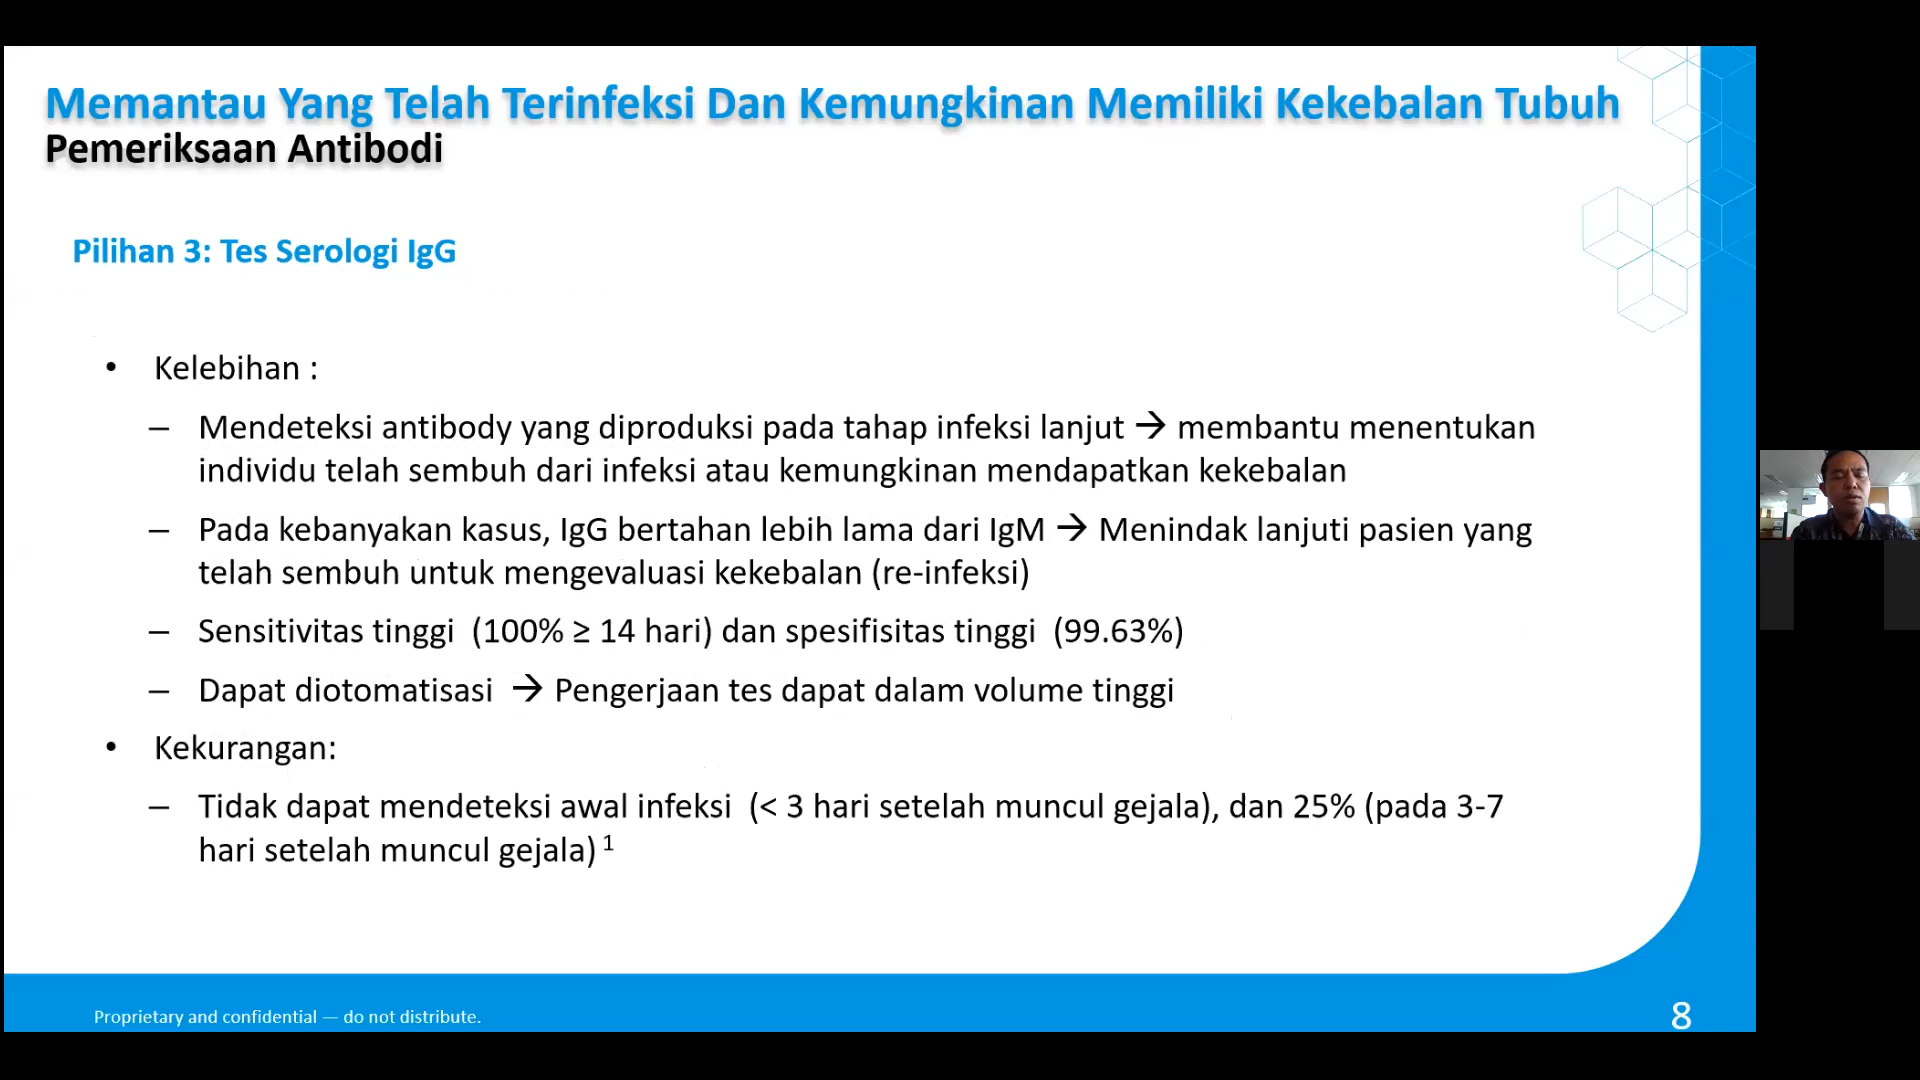 Memantau Yang Telah Terinfeksi Dan Kemungkinan Memiliki Kekebalan Tubuh
Pemeriksaan Antibodi
Pilihan 3: Tes Serologi IgG
• Kelebihan :
– Mendeteksi antibody yang diproduksi pada tahap infeksi lanjut → membantu menentukan
individu telah sembuh dari infeksi atau kemungkinan mendapatkan kekebalan
– Pada kebanyakan kasus, IgG bertahan lebih lama dari IgM → Menindak lanjuti pasien yang
telah sembuh untuk mengevaluasi kekebalan (re-infeksi)
– Sensitivitas tinggi  (100% ≥ 14 hari) dan spesifisitas tinggi  (99.63%)
– Dapat diotomatisasi  → Pengerjaan tes dapat dalam volume tinggi
• Kekurangan:
– Tidak dapat mendeteksi awal infeksi  (< 3 hari setelah muncul gejala), dan 25% (pada 3-7
hari setelah muncul gejala) ¹
Proprietary and confidential — do not distribute.
8